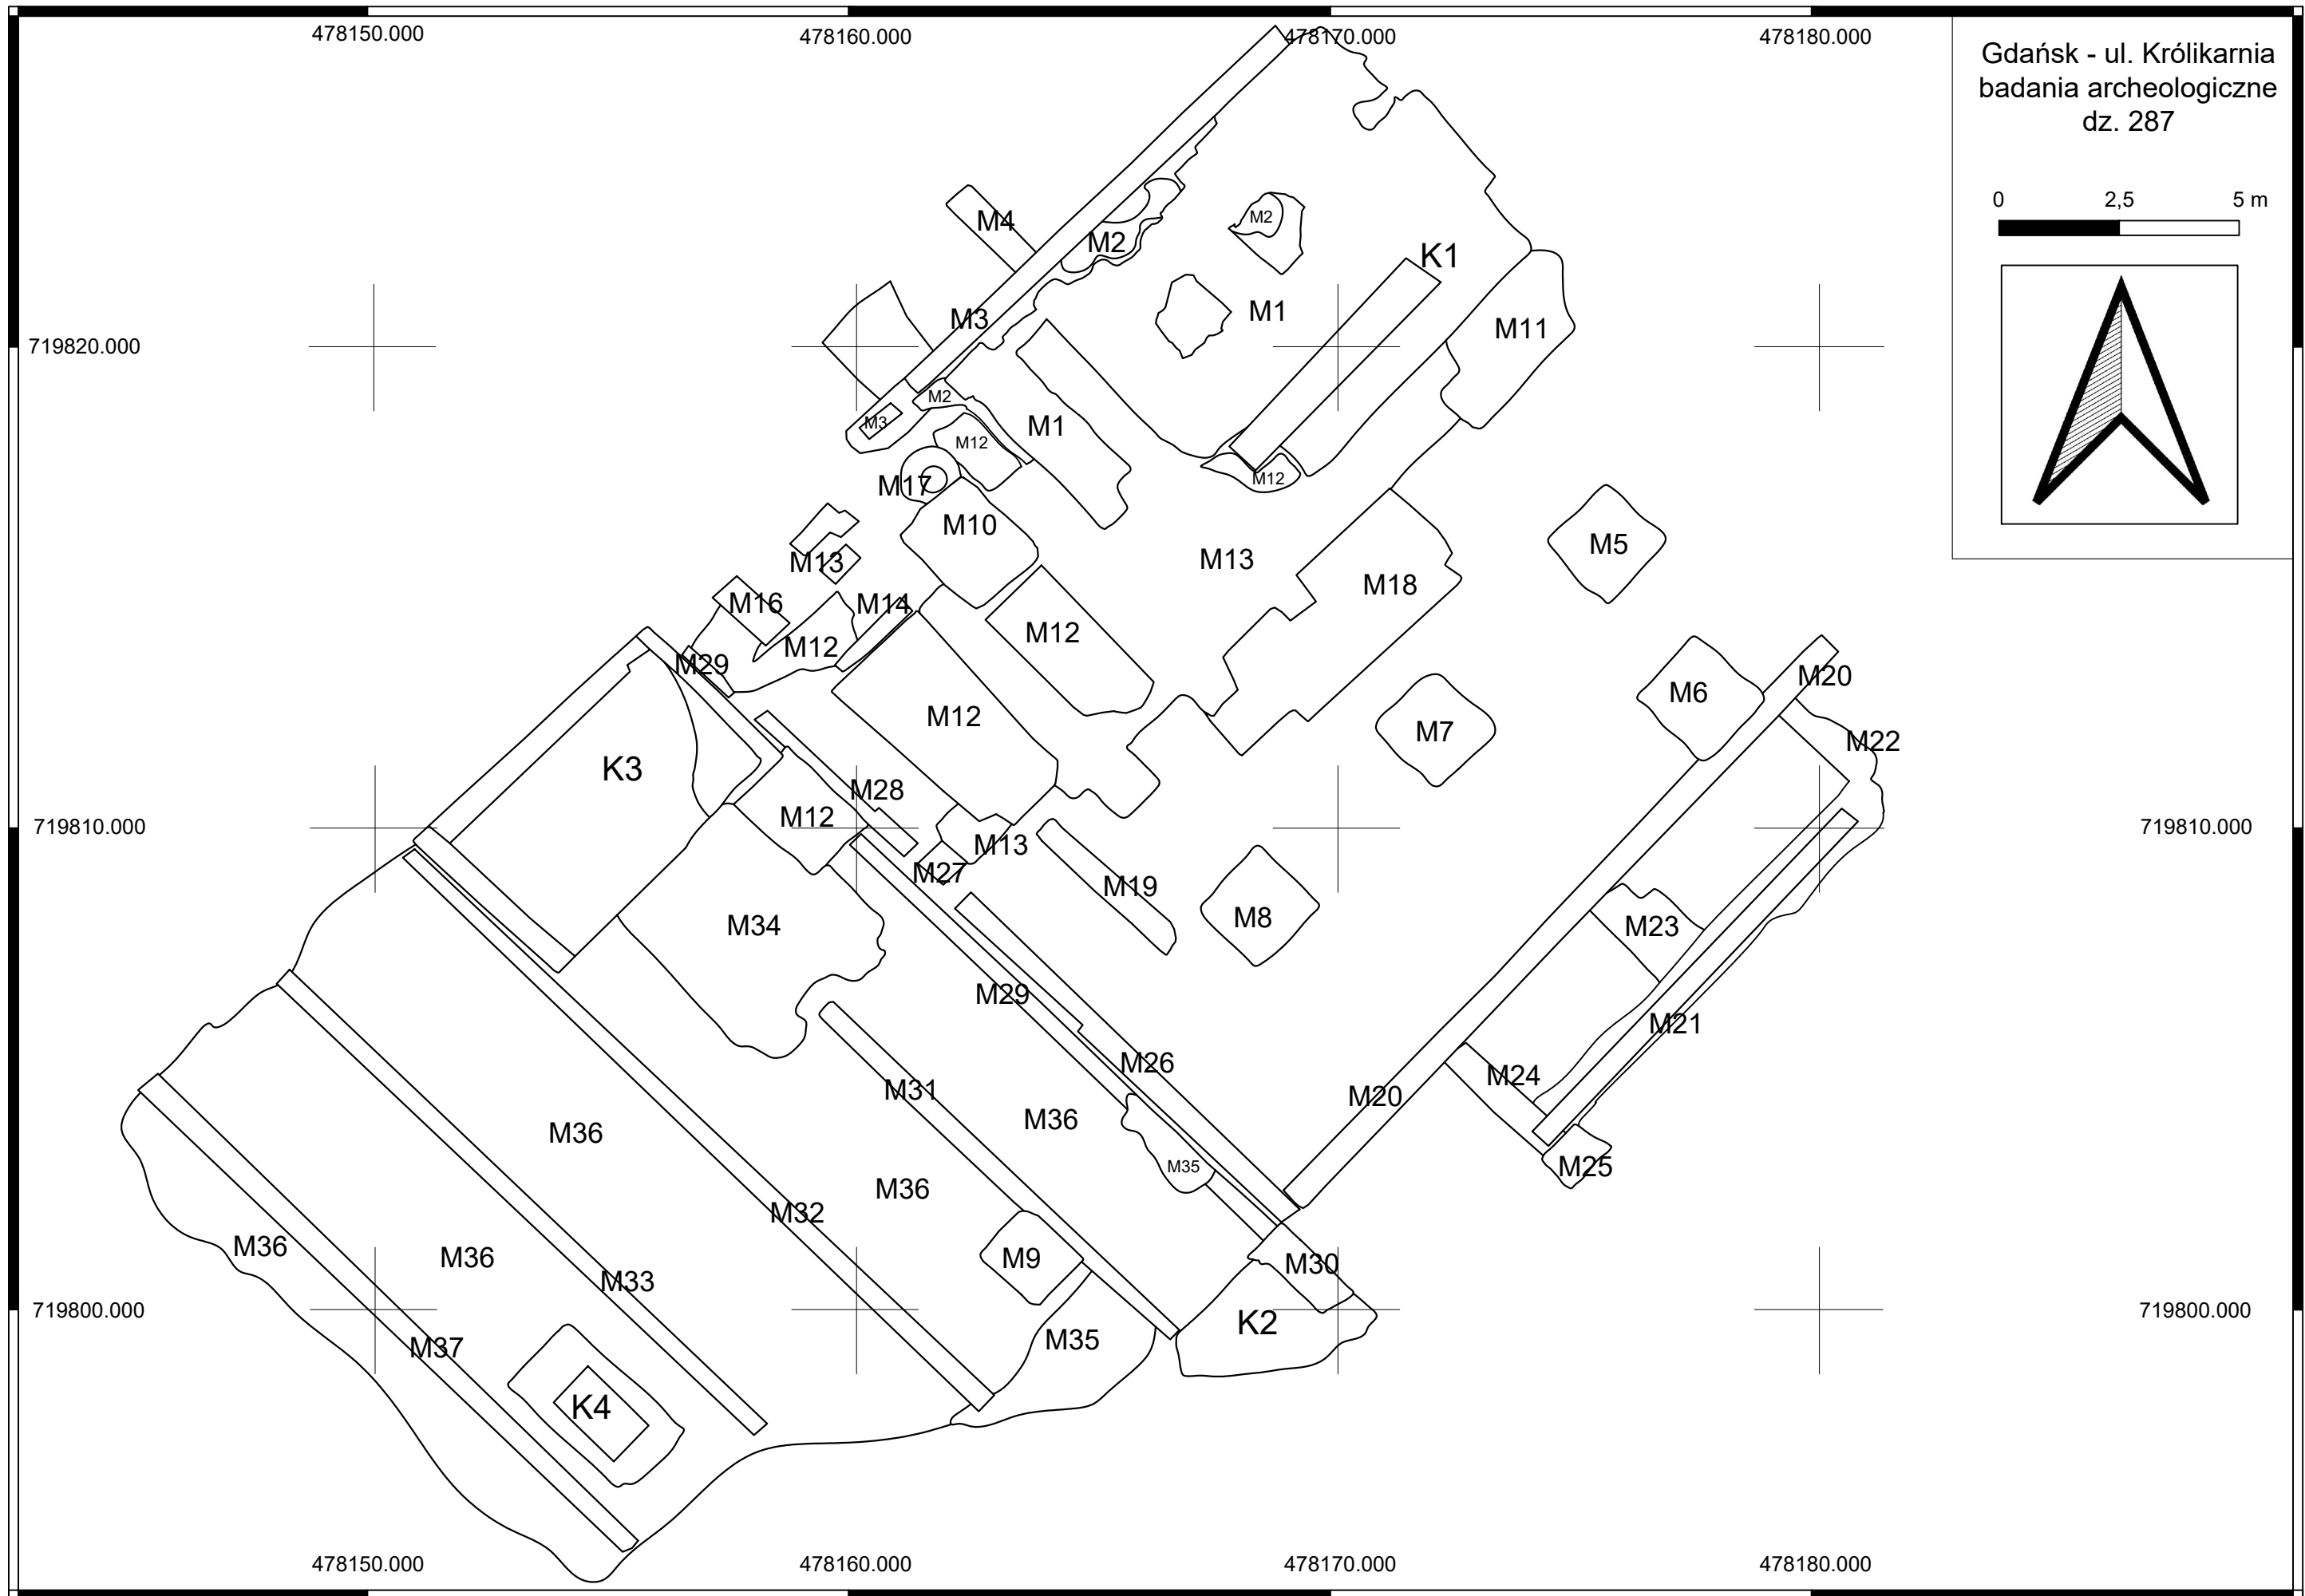 478150.000
478160.000
478170.000
478180.000
Gdańsk - ul. Królikarnia
badania archeologiczne
dz. 287
0 2,5 5 m
M4
M2
M2
K1
M3
M1
M11
719820.000
M2
M3
M1
M12
M12
M17
M10
M5
M13
M13
M18
M16
M14
M12
M12
M29
M20
M6
M12
M7
M22
K3
M28
M12
719810.000
719810.000
M13
M27
M19
M8
M34
M23
M29
M21
M26
M24
M31
M20
M36
M36
M35
M25
M36
M32
M36
M36
M9
M30
M33
719800.000
719800.000
K2
M35
M37
K4
478150.000
478160.000
478170.000
478180.000